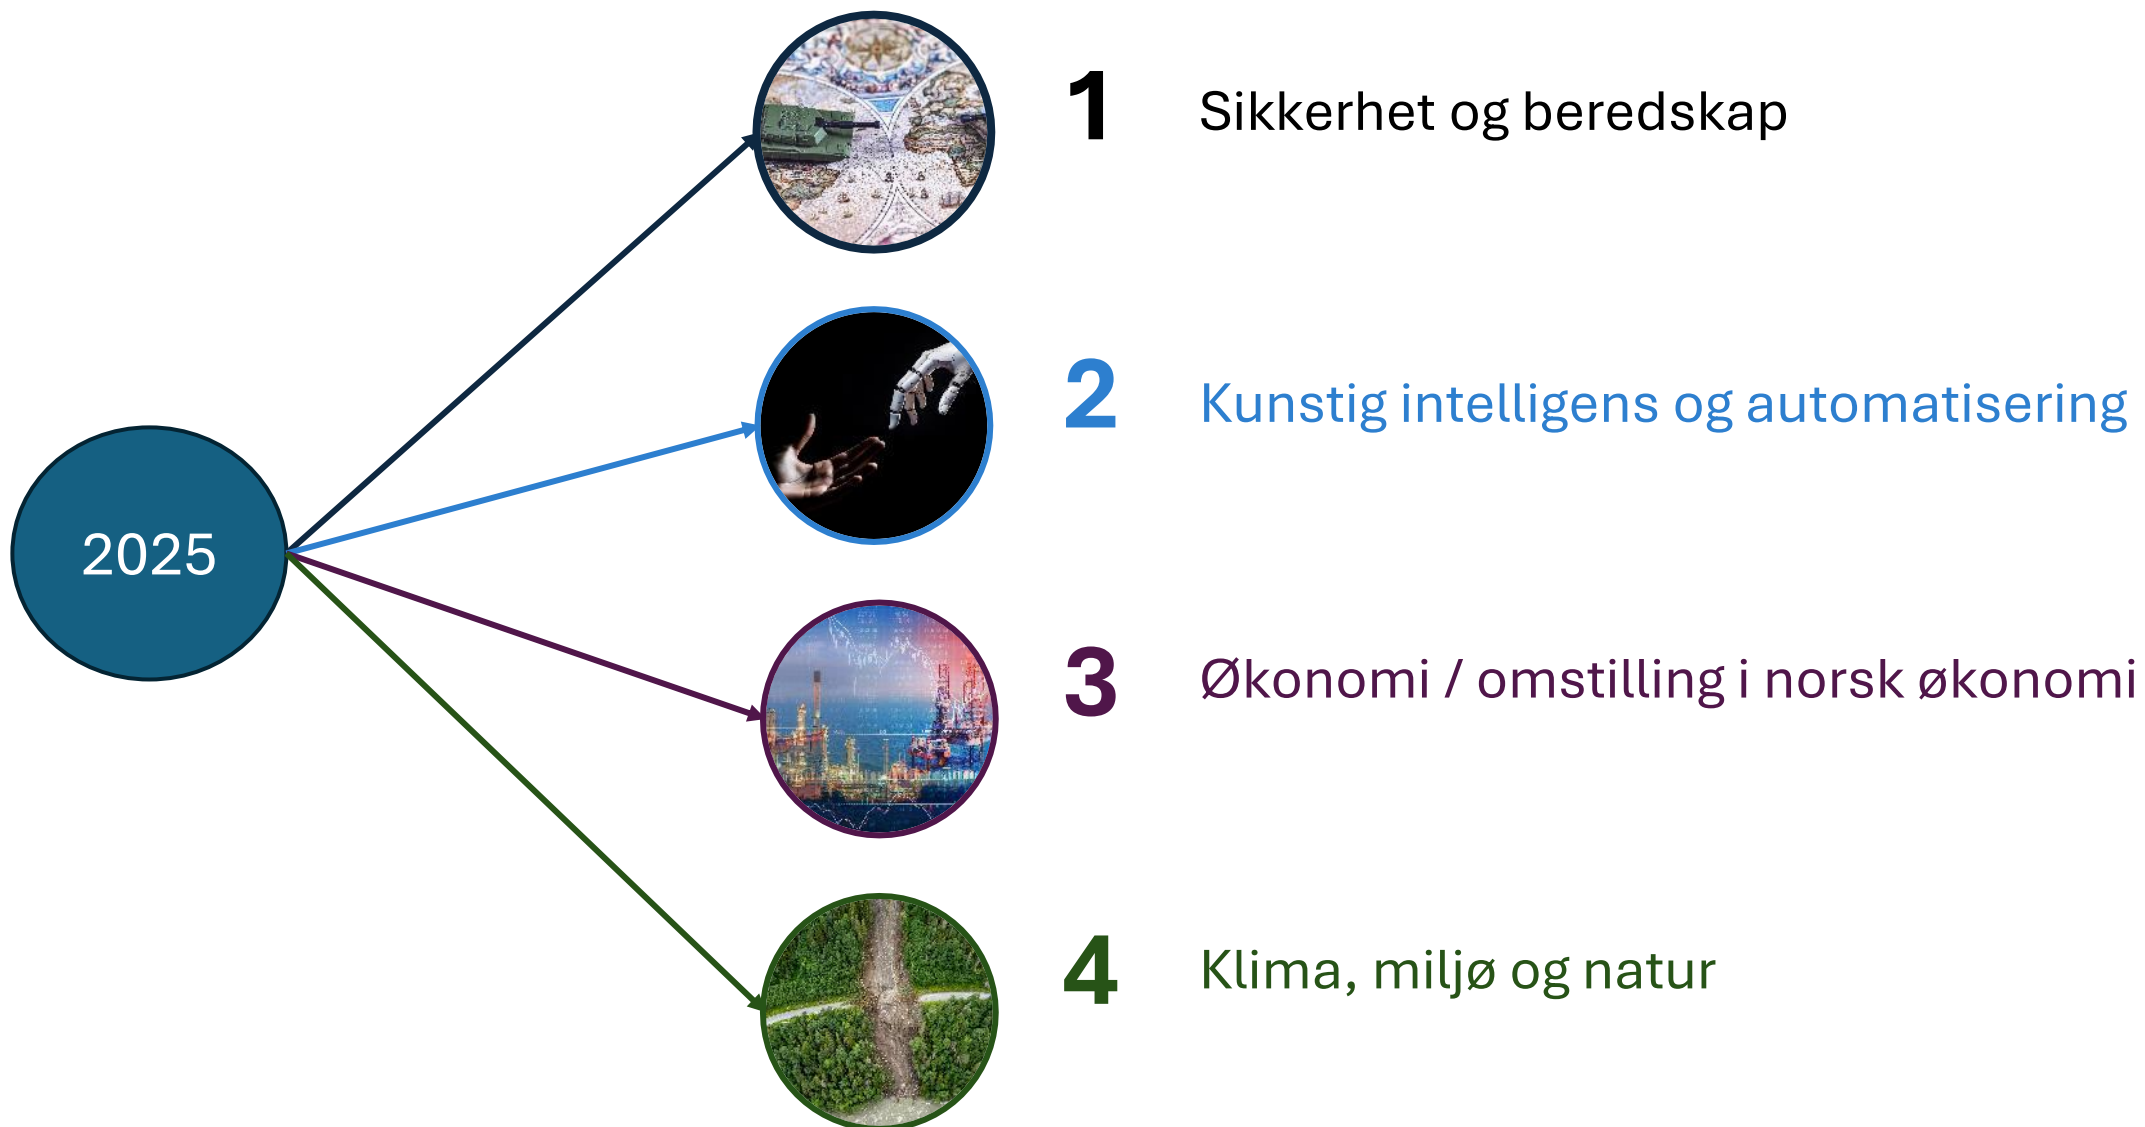 1 Sikkerhet og beredskap
2 Kunstig intelligens og automatisering
2025
3 Økonomi / omstilling i norsk økonomi
4 Klima, miljø og natur